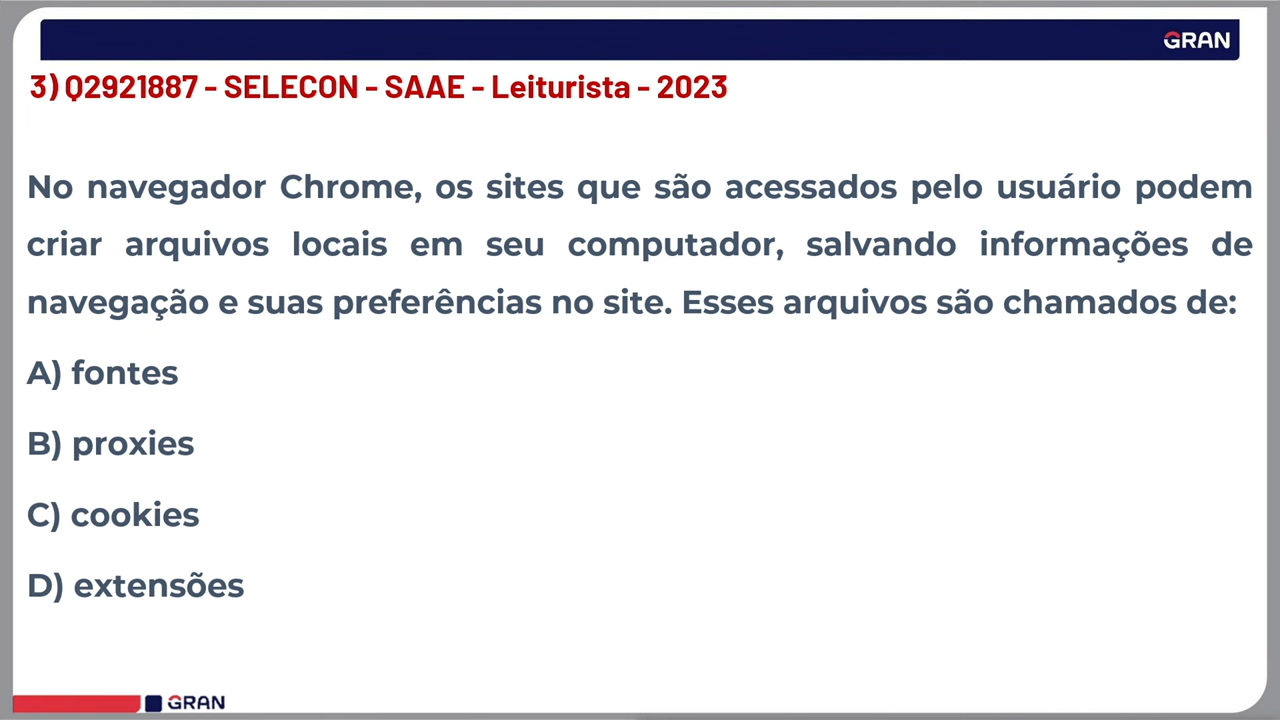 GRAN
3) Q2921887 - SELECON - SAAE - Leiturista - 2023
No navegador Chrome, os sites que são acessados pelo usuário podem
criar arquivos locais em seu computador, salvando informações de
navegação e suas preferências no site. Esses arquivos são chamados de:
A) fontes
B) proxies
C) cookies
D) extensões
GRAN